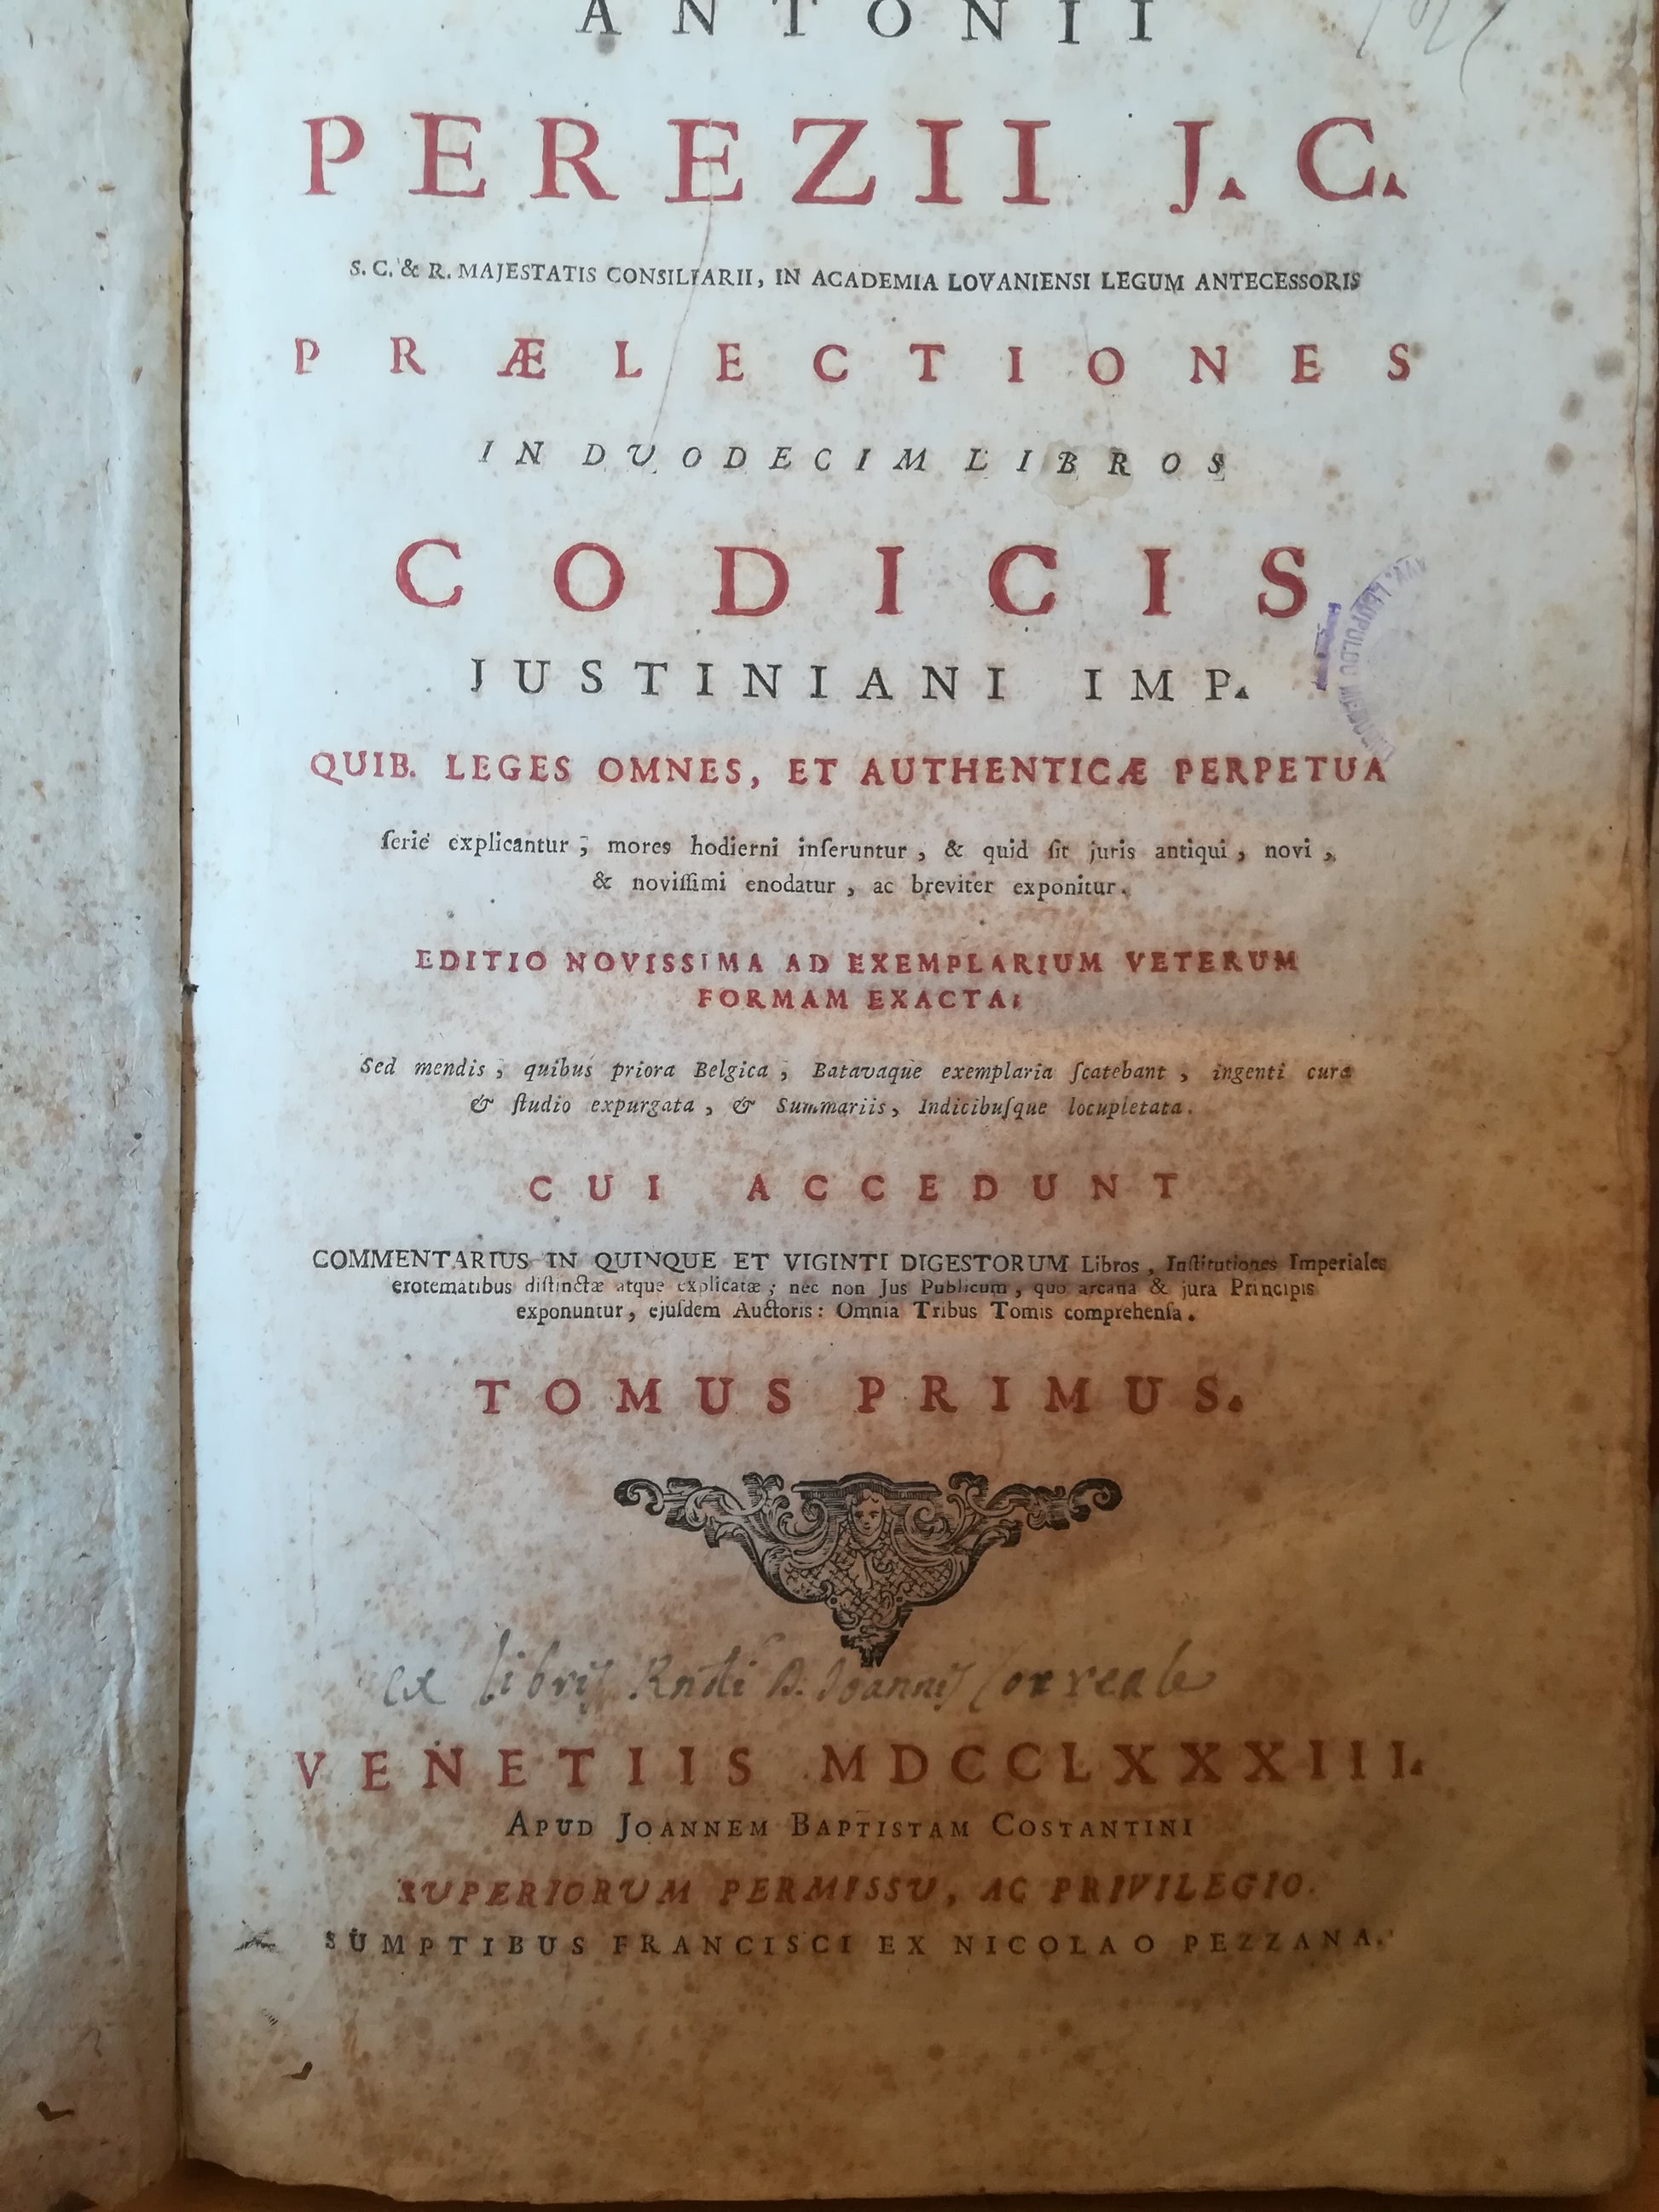 ANTONII
PEREZII J. C.
S. C. & R. MAJESTATIS CONSILIARII, IN ACADEMIA LOVANIENSI LEGUM ANTECESSORIS
PRÆLECTIONES
IN DUODECIM LIBROS
CODICIS
JUSTINIANI IMP.
QUIB. LEGES OMNES, ET AUTHENTICÆ PERPETUA
ſerie explicantur; mores hodierni inſeruntur, & quid ſit juris antiqui, novi,
& noviſſimi enodatur, ac breviter exponitur.
EDITIO NOVISSIMA AD EXEMPLARIUM VETERUM
FORMAM EXACTA:
Sed mendis, quibus priora Belgica, Batavaque exemplaria ſcatebant, ingenti cura
& ſtudio expurgata, & Summariis, Indicibuſque locupletata.
CUI ACCEDUNT
COMMENTARIUS IN QUINQUE ET VIGINTI DIGESTORUM Libros, Inſtitutiones Imperiales
erotematibus diſtinctæ atque explicatæ; nec non Jus Publicum, quo arcana & jura Principis
exponuntur, ejuſdem Auctoris: Omnia Tribus Tomis comprehenſa.
TOMUS PRIMUS.
ex libris D. Joannis Correale
VENETIIS MDCCLXXXIII.
APUD JOANNEM BAPTISTAM COSTANTINI
SUPERIORUM PERMISSU, AC PRIVILEGIO.
SUMPTIBUS FRANCISCI EX NICOLAO PEZZANA.